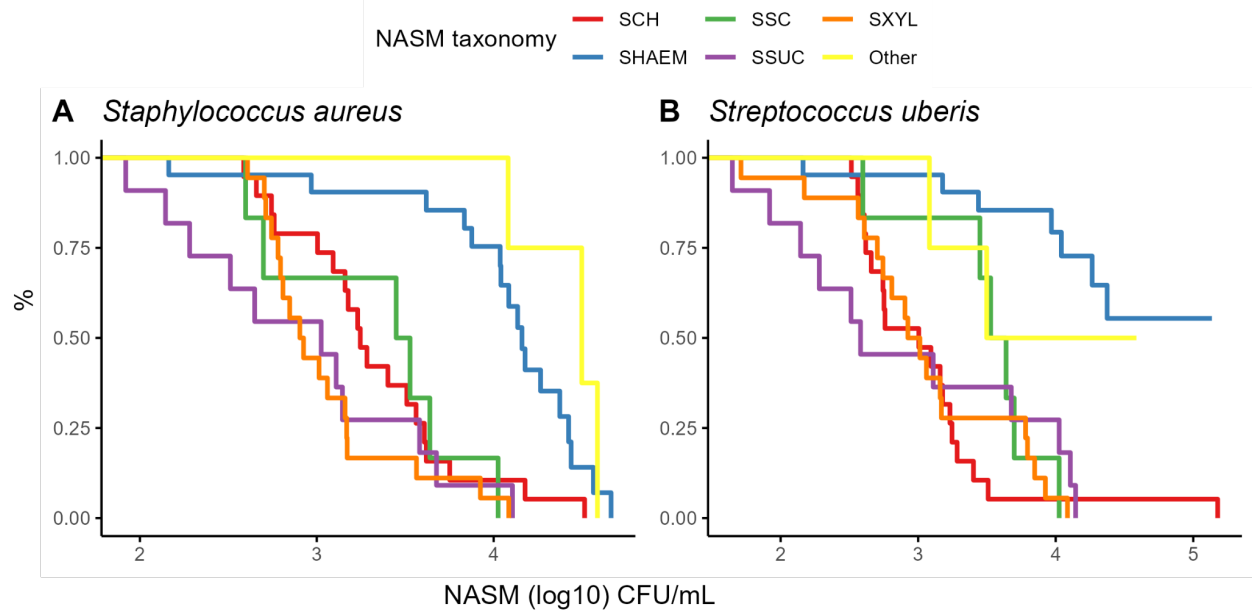 NASM taxonomy
SCH SSC SXYL
SHAEM SSUC Other
A Staphylococcus aureus
B Streptococcus uberis
%
1.00
0.75
0.50
0.25
0.00
2 3 4
1.00
0.75
0.50
0.25
0.00
2 3 4 5
NASM (log10) CFU/mL